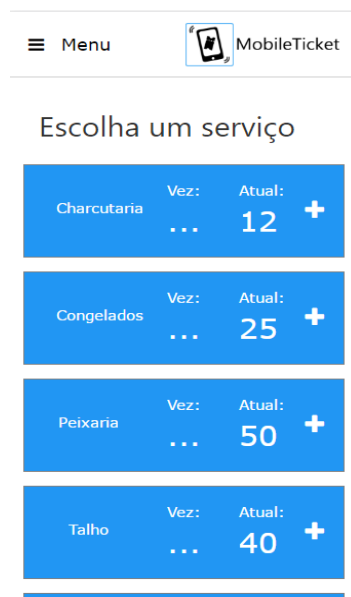 ≡ Menu MobileTicket
Escolha um serviço
Vez: Atual:
Charcutaria ... 12 +
Vez: Atual:
Congelados ... 25 +
Vez: Atual:
Peixaria ... 50 +
Vez: Atual:
Talho ... 40 +